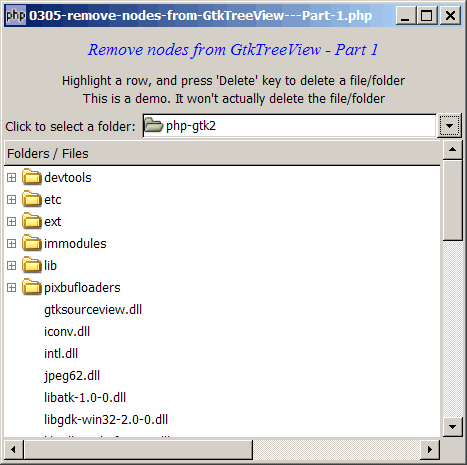 php 0305-remove-nodes-from-GtkTreeView---Part-1.php
Remove nodes from GtkTreeView - Part 1
Highlight a row, and press 'Delete' key to delete a file/folder
This is a demo. It won't actually delete the file/folder
Click to select a folder: php-gtk2
Folders / Files
devtools
etc
ext
immodules
lib
pixbufloaders
gtksourceview.dll
iconv.dll
intl.dll
jpeg62.dll
libatk-1.0-0.dll
libgdk-win32-2.0-0.dll